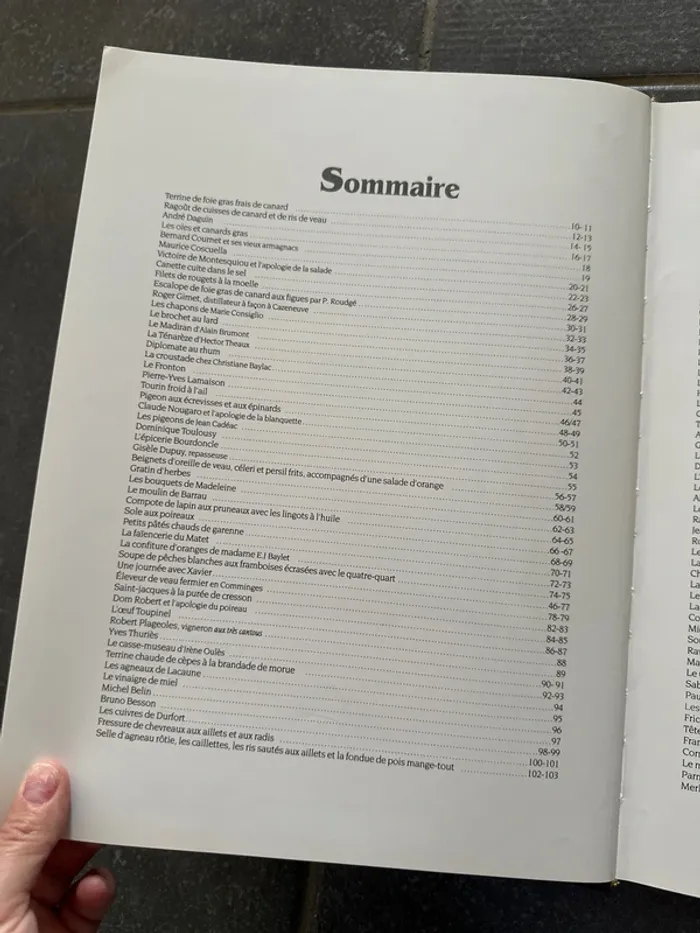 Sommaire
Terrine de foie gras frais de canard 10-11
Ragoût de cuisses de canard et de ris de veau 12-13
André Daguin 14-15
Les oies et canards gras 16-17
Bernard Cournet et ses vieux armagnacs 18
Maurice Coscuella 19
Victoire de Montesquiou et l'apologie de la salade 20-21
Canette cuite dans le sel 22-23
Filets de rougets à la moelle 26-27
Escalope de foie gras de canard aux figues par P. Roudgé 28-29
Roger Gimet, distillateur à façon à Cazeneuve 30-31
Les chapons de Marie Consiglio 32-33
Le brochet au lard 34-35
Le Madiran d'Alain Brumont 36-37
La Ténarèze d'Hector Theaux 38-39
Diplomate au rhum 40-41
La croustade chez Christiane Baylac 42-43
Le Fronton 44
Pierre-Yves Lamaison 45
Tourin froid à l'ail 46/47
Pigeon aux écrevisses et aux épinards 48-49
Claude Nougaro et l'apologie de la blanquette 50-51
Les pigeons de Jean Cadéac 52
Dominique Toulousy 53
L'épicerie Bourdoncle 54
Gisèle Dupuy, repasseuse 55
Beignets d'oreille de veau, céleri et persil frits, accompagnés d'une salade d'orange 56-57
Gratin d'herbes 58/59
Les bouquets de Madeleine 60-61
Le moulin de Barrau 62-63
Compote de lapin aux pruneaux avec les lingots à l'huile 64-65
Sole aux poireaux 66-67
Petits pâtés chauds de garenne 68-69
La faïencerie du Matet 70-71
La confiture d'oranges de madame E.J Baylet 72-73
Soupe de pêches blanches aux framboises écrasées avec le quatre-quart 74-75
Une journée avec Xavier 46-77
Éleveur de veau fermier en Comminges 78-79
Saint-jacques à la purée de cresson 82-83
Dom Robert et l'apologie du poireau 84-85
L'œuf Toupinel 86-87
Robert Plageoles, vigneron aux très cantous 88
Yves Thuriès 89
Le casse-museau d'Irène Oulès 90-91
Terrine chaude de cèpes à la brandade de morue 92-93
Les agneaux de Lacaune 94
Le vinaigre de miel 95
Michel Belin 96
Bruno Besson 97
Les cuivres de Durfort 98-99
Fressure de chevreaux aux aillets et aux radis 100-101
Selle d'agneau rôtie, les caillettes, les ris sautés aux aillets et la fondue de pois mange-tout 102-103